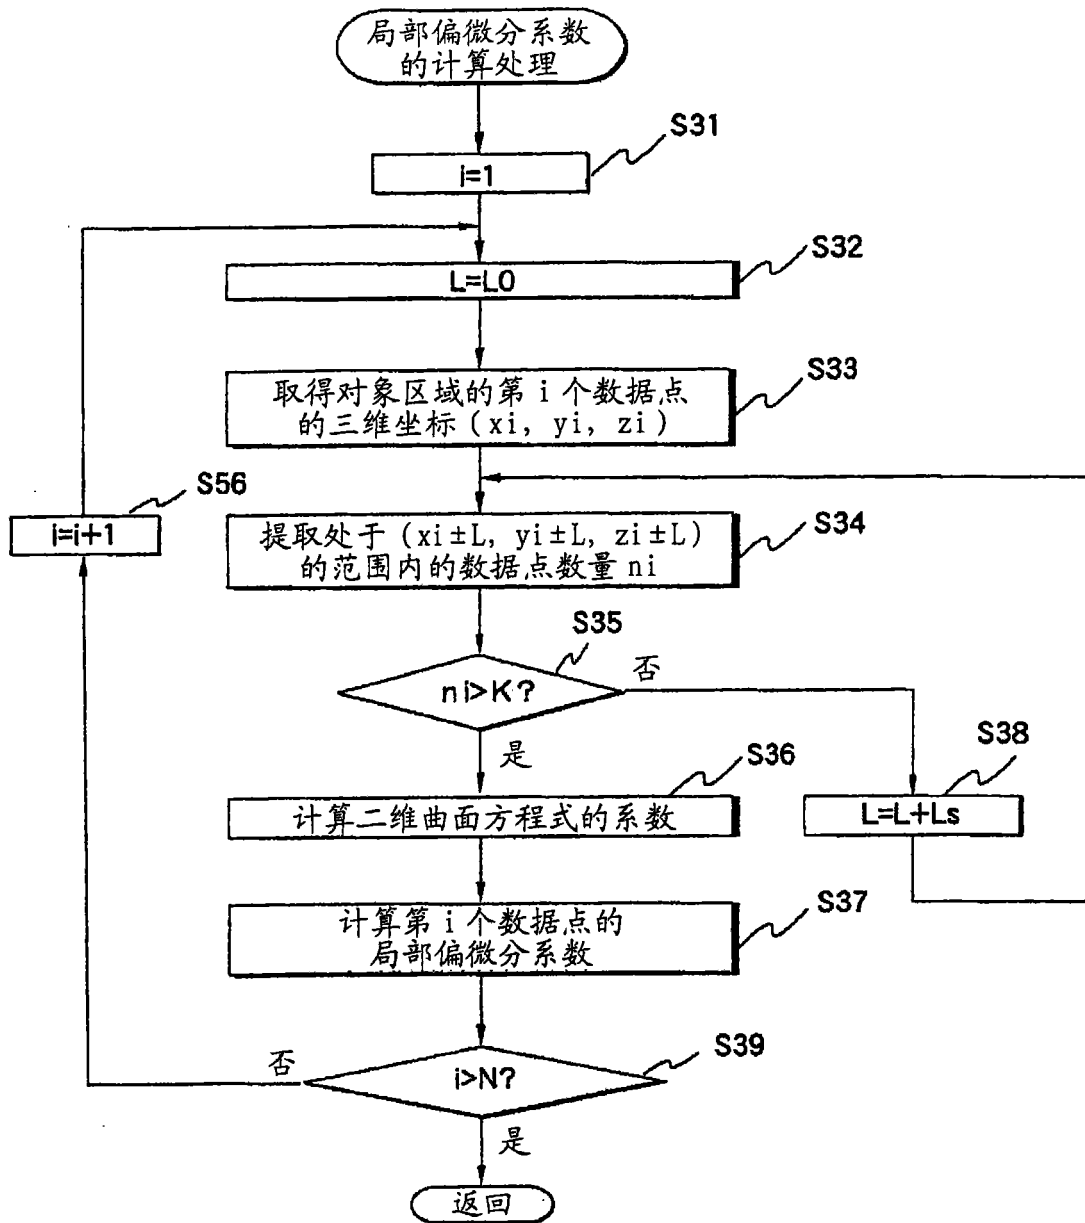 局部偏微分系数
的计算处理
S31
i=1
S32
L=L0
S33
取得对象区域的第 i 个数据点
的三维坐标 (xi, yi, zi)
S56
i=i+1
S34
提取处于 (xi±L, yi±L, zi±L)
的范围内的数据点数量 ni
S35
ni>K?
否
是
S36
S38
计算二维曲面方程式的系数
L=L+Ls
S37
计算第 i 个数据点的
局部偏微分系数
S39
否
i>N?
是
返回